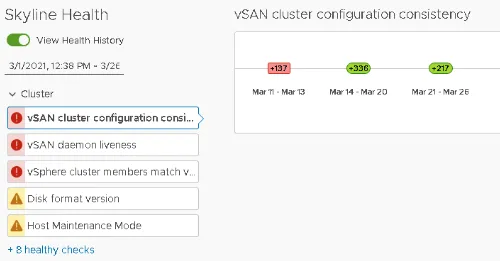 Skyline Health
View Health History
3/1/2021, 12:38 PM - 3/26
Cluster
vSAN cluster configuration consi...
vSAN daemon liveness
vSphere cluster members match v...
Disk format version
Host Maintenance Mode
+ 8 healthy checks
vSAN cluster configuration consistency
+137 +336 +217
Mar 11 - Mar 13 Mar 14 - Mar 20 Mar 21 - Mar 26